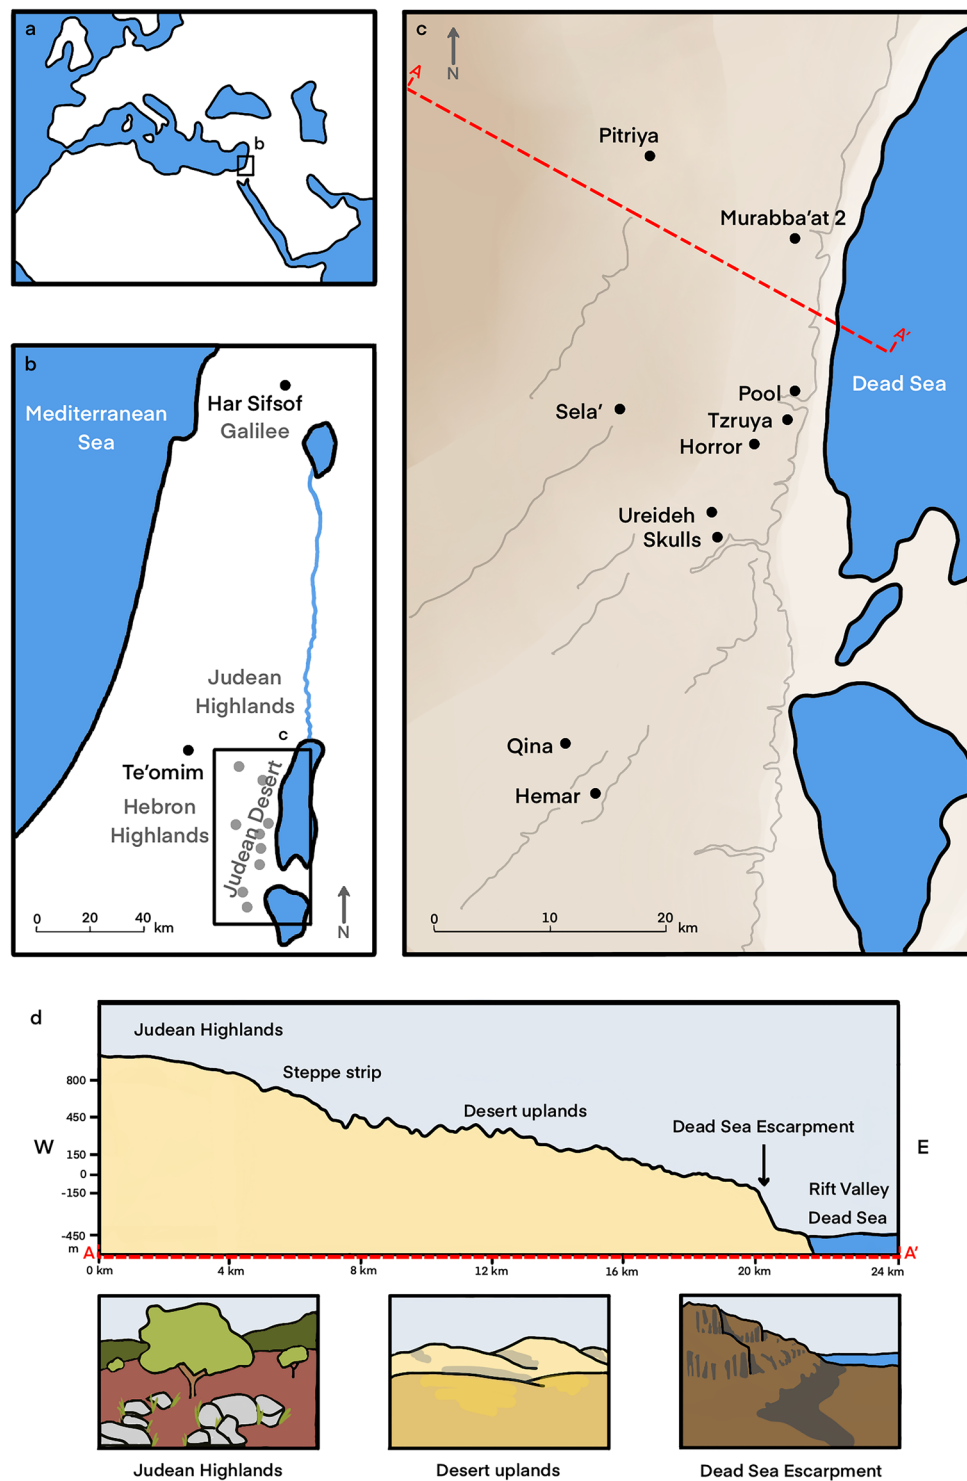 a
b
b
Mediterranean
Sea
Har Sifsof
Galilee
Judean
Highlands
c
Te'omim
Hebron
Highlands
Judean Desert
0 20 40 km
N
c
N
A
Pitriya
Murabba'at 2
A'
Dead Sea
Pool
Sela'
Tzruya
Horror
Ureideh
Skulls
Qina
Hemar
0 10 20 km
d
Judean Highlands
Steppe strip
Desert uplands
Dead Sea Escarpment
Rift Valley
Dead Sea
W
E
800
450
150
0
-150
-450
m
A
A'
0 km 4 km 8 km 12 km 16 km 20 km 24 km
Judean Highlands
Desert uplands
Dead Sea Escarpment